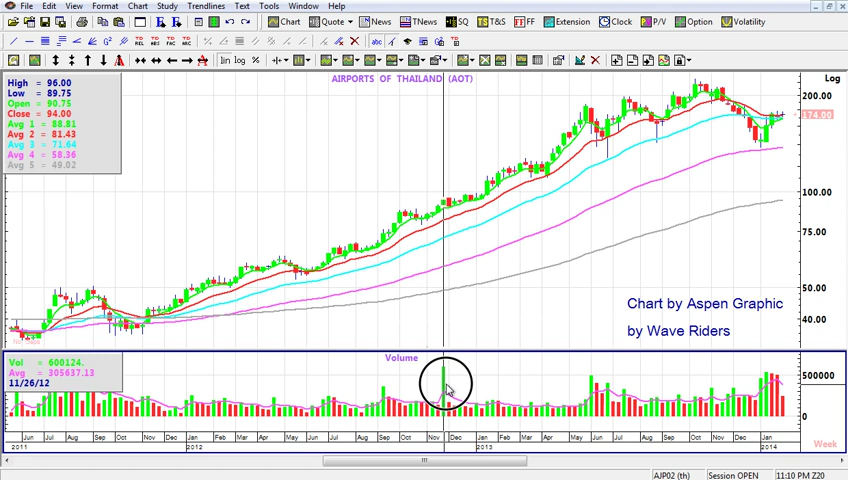 File Edit View Format Chart Study Trendlines Text Tools Window Help
Chart Quote News TNews SQ T&S FF Extension Clock P/V Option Volatility
lin log %
AIRPORTS OF THAILAND (AOT)
Log
High = 96.00
Low = 89.75
Open = 90.75
Close = 94.00
Avg 1 = 88.81
Avg 2 = 81.43
Avg 3 = 71.64
Avg 4 = 58.36
Avg 5 = 49.02
200.00
174.00
100.00
75.00
50.00
40.00
Chart by Aspen Graphic
by Wave Riders
Volume
Vol = 600124.
Avg = 305637.13
11/26/12
500000
0
Jun Jul Aug Sep Oct Nov Jan Feb Mar Apr May Jun Jul Aug Sep Oct Nov Dec Jan Feb Mar Apr May Jun Jul Aug Sep Oct Nov Dec Jan
2011 2012 2013 2014
Week
AJP02 (th) Session OPEN 11:10 PM Z20